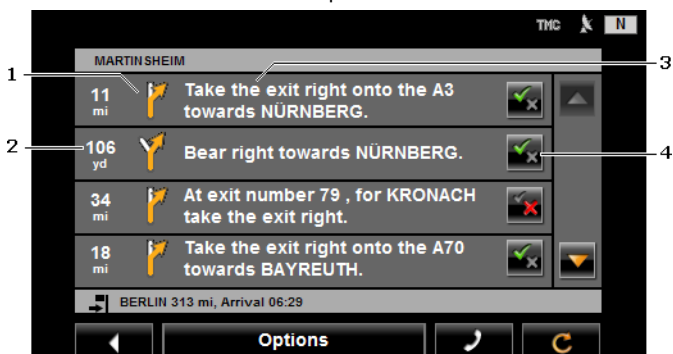 TMC N
MARTINSHEIM
1
3
11
mi
Take the exit right onto the A3
towards NÜRNBERG.
2
106
yd
Bear right towards NÜRNBERG.
4
34
mi
At exit number 79 , for KRONACH
take the exit right.
18
mi
Take the exit right onto the A70
towards BAYREUTH.
BERLIN 313 mi, Arrival 06:29
Options